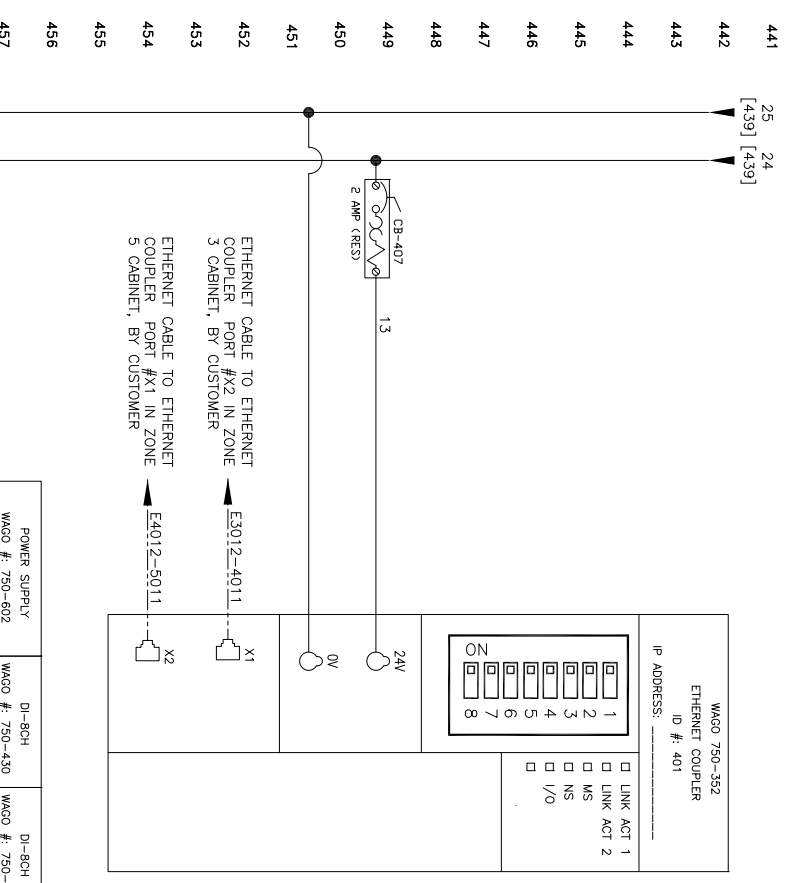 441
442
443
444
445
446
447
448
449
450
451
452
453
454
455
456
457
25
[439]
24
[439]
CB-407
2 AMP (RES)
13
ETHERNET CABLE TO ETHERNET
COUPLER PORT #X2 IN ZONE
3 CABINET, BY CUSTOMER
ETHERNET CABLE TO ETHERNET
COUPLER PORT #X1 IN ZONE
5 CABINET, BY CUSTOMER
E3012-4011
E4012-5011
WAGO 750-352
ETHERNET COUPLER
ID #: 401
IP ADDRESS: ____________
ON
1
2
3
4
5
6
7
8
LINK ACT 1
LINK ACT 2
MS
NS
I/O
24V
0V
X1
X2
POWER SUPPLY
WAGO #: 750-602
DI-8CH
WAGO #: 750-430
DI-8CH
WAGO #: 750-